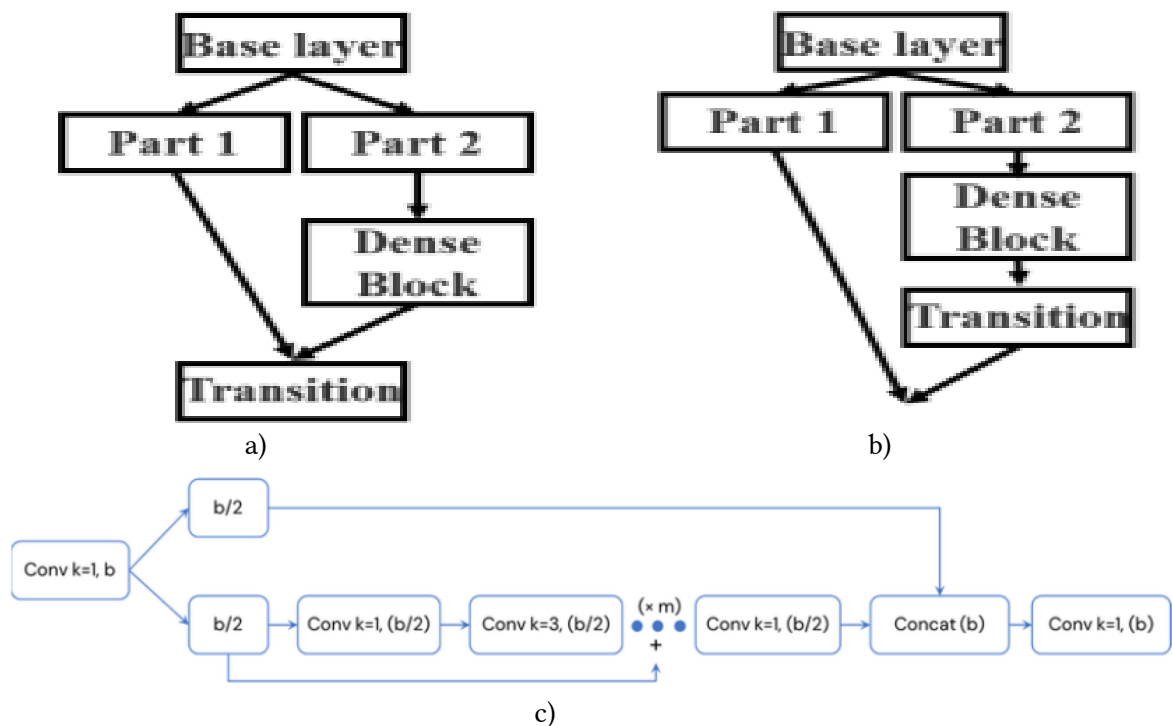 Base layer
Part 1
Part 2
Dense
Block
Transition
a)
Base layer
Part 1
Part 2
Dense
Block
Transition
b)
b/2
Conv k=1, b
b/2
Conv k=1, (b/2)
Conv k=3, (b/2)
(× m)
+
Conv k=1, (b/2)
Concat (b)
Conv k=1, (b)
c)